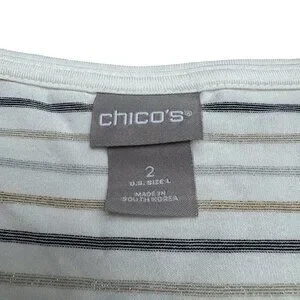 chico's®
2
U.S. SIZE: L
MADE IN
SOUTH KOREA